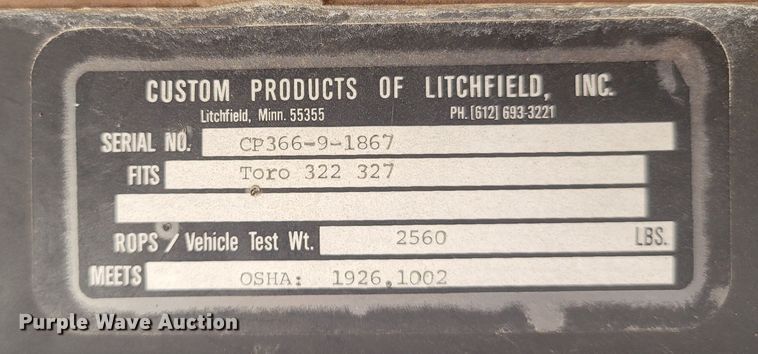 CUSTOM PRODUCTS OF LITCHFIELD, INC.
Litchfield, Minn. 55355 PH. [612] 693-3221
SERIAL NO. CP366-9-1867
FITS Toro 322 327
ROPS / Vehicle Test Wt. 2560 LBS.
MEETS OSHA: 1926,1002
Purple Wave Auction